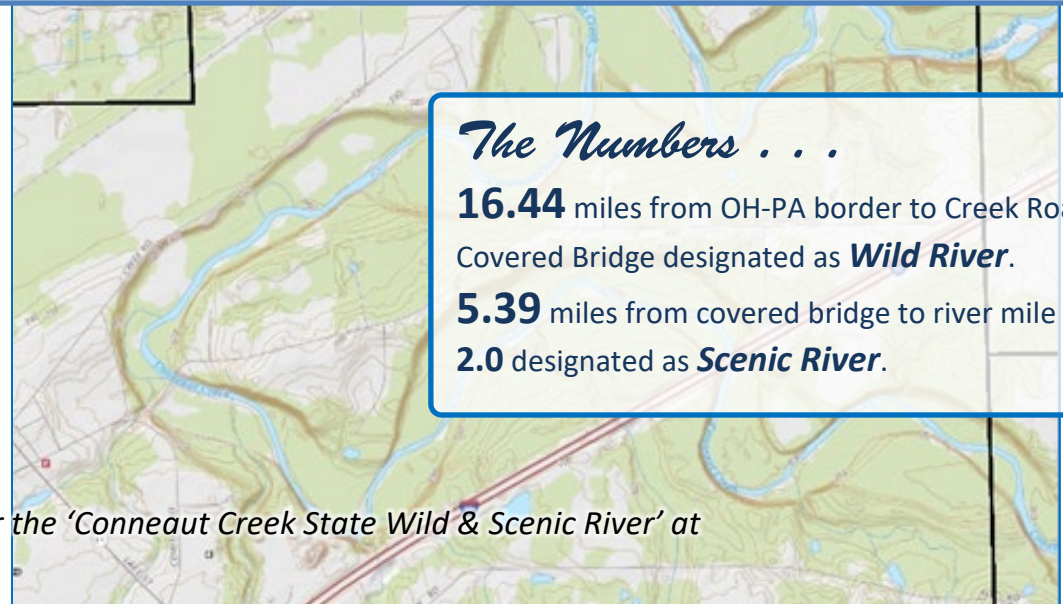 The Numbers . . .
16.44 miles from OH-PA border to Creek Roa
Covered Bridge designated as Wild River.
5.39 miles from covered bridge to river mile
2.0 designated as Scenic River.
r the ‘Conneaut Creek State Wild & Scenic River’ at